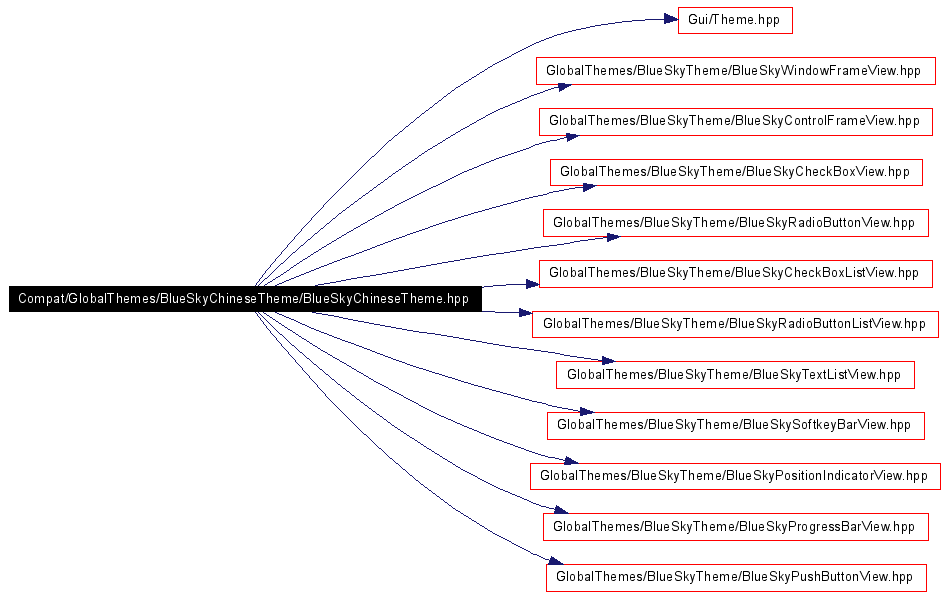 Gui/Theme.hpp
GlobalThemes/BlueSkyTheme/BlueSkyWindowFrameView.hpp
GlobalThemes/BlueSkyTheme/BlueSkyControlFrameView.hpp
GlobalThemes/BlueSkyTheme/BlueSkyCheckBoxView.hpp
GlobalThemes/BlueSkyTheme/BlueSkyRadioButtonView.hpp
GlobalThemes/BlueSkyTheme/BlueSkyCheckBoxListView.hpp
Compat/GlobalThemes/BlueSkyChineseTheme/BlueSkyChineseTheme.hpp
GlobalThemes/BlueSkyTheme/BlueSkyRadioButtonListView.hpp
GlobalThemes/BlueSkyTheme/BlueSkyTextListView.hpp
GlobalThemes/BlueSkyTheme/BlueSkySoftkeyBarView.hpp
GlobalThemes/BlueSkyTheme/BlueSkyPositionIndicatorView.hpp
GlobalThemes/BlueSkyTheme/BlueSkyProgressBarView.hpp
GlobalThemes/BlueSkyTheme/BlueSkyPushButtonView.hpp